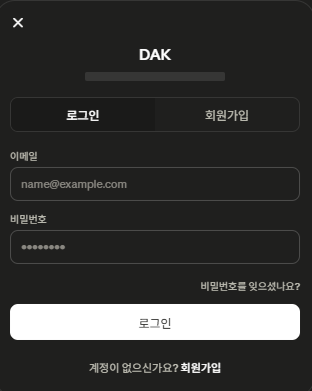 DAK
로그인
회원가입
이메일
name@example.com
비밀번호
••••••••
비밀번호를 잊으셨나요?
로그인
계정이 없으신가요? 회원가입